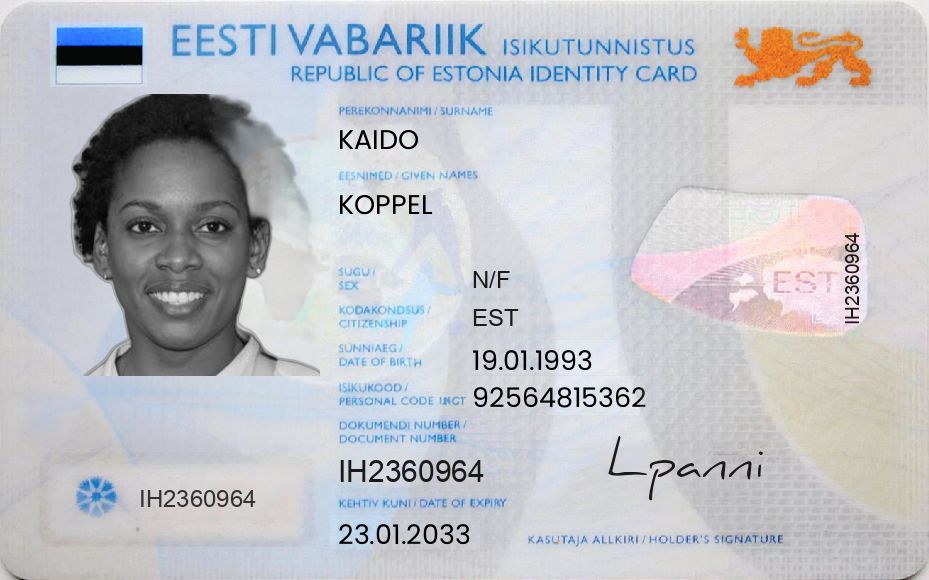 EESTI VABARIIK ISIKUTUNNISTUS
REPUBLIC OF ESTONIA IDENTITY CARD
PEREKONNANIMI / SURNAME
KAIDO
EESNIMED / GIVEN NAMES
KOPPEL
SUGU /
SEX
N/F
KODAKONDSUS /
CITIZENSHIP
EST
SÜNNIAEG /
DATE OF BIRTH
19.01.1993
ISIKUKOOD /
PERSONAL CODE
92564815362
DOKUMENDI NUMBER /
DOCUMENT NUMBER
IH2360964
KEHTIV KUNI / DATE OF EXPIRY
23.01.2033
IH2360964
EST
IH2360964
Lpanni
KASUTAJA ALLKIRI / HOLDER'S SIGNATURE